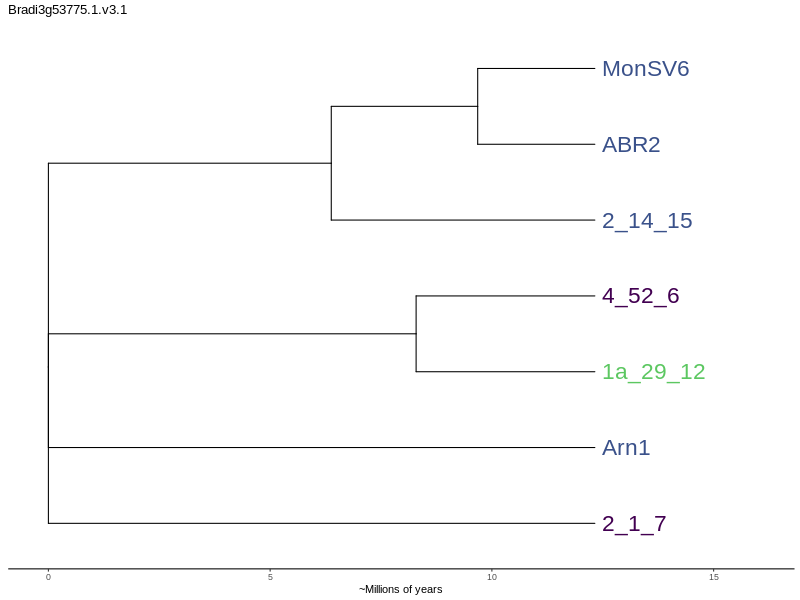 Bradi3g53775.1.v3.1
MonSV6
ABR2
2_14_15
4_52_6
1a_29_12
Arn1
2_1_7
0 5 10 15
~Millions of years